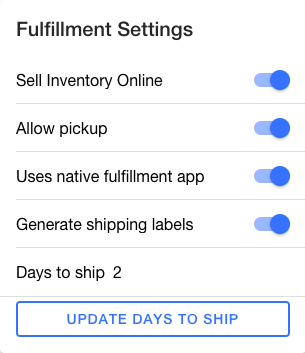 Fulfillment Settings
Sell Inventory Online
Allow pickup
Uses native fulfillment app
Generate shipping labels
Days to ship 2
UPDATE DAYS TO SHIP